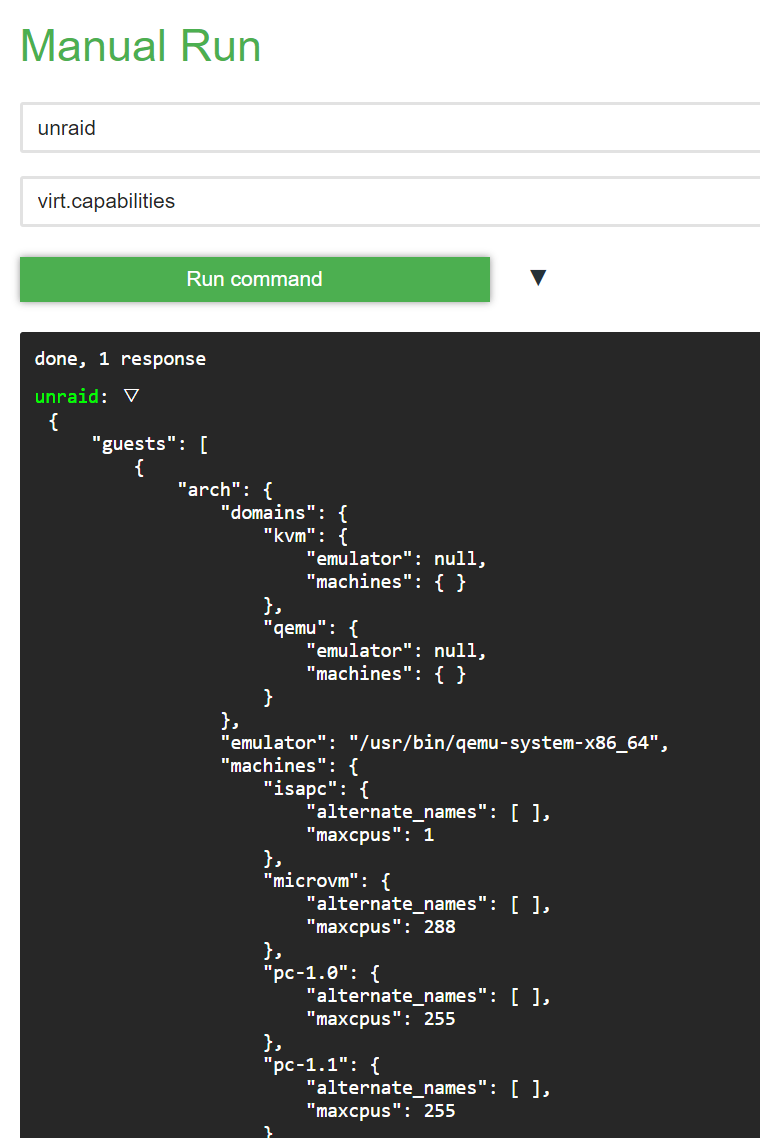 Manual Run
unraid
virt.capabilities
Run command ▼
done, 1 response
unraid: ▽
{
"guests": [
{
"arch": {
"domains": {
"kvm": {
"emulator": null,
"machines": { }
},
"qemu": {
"emulator": null,
"machines": { }
}
},
"emulator": "/usr/bin/qemu-system-x86_64",
"machines": {
"isapc": {
"alternate_names": [ ],
"maxcpus": 1
},
"microvm": {
"alternate_names": [ ],
"maxcpus": 288
},
"pc-1.0": {
"alternate_names": [ ],
"maxcpus": 255
},
"pc-1.1": {
"alternate_names": [ ],
"maxcpus": 255
}